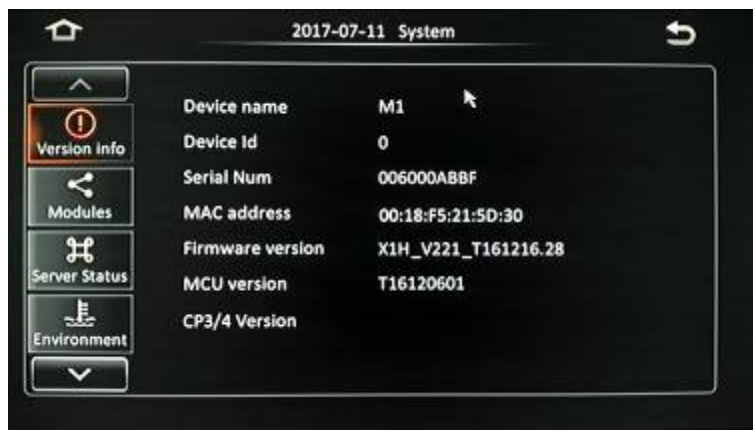 2017-07-11 System
Version info
Modules
Server Status
Environment
Device name M1
Device Id 0
Serial Num 006000ABBF
MAC address 00:18:F5:21:5D:30
Firmware version X1H_V221_T161216.28
MCU version T16120601
CP3/4 Version